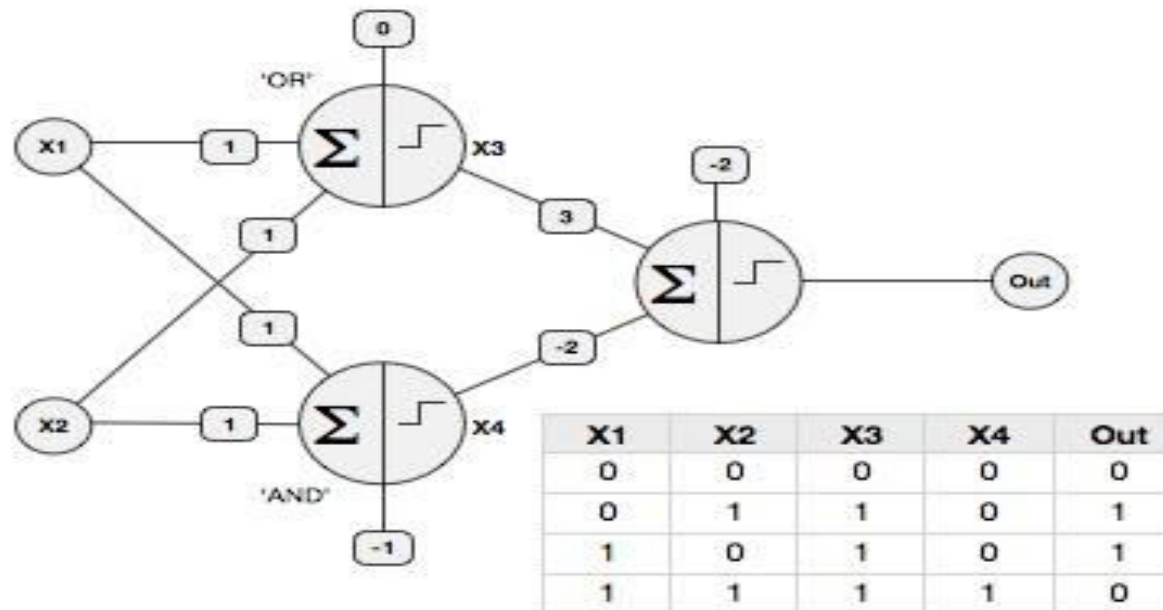 0
'OR'
X1
1
Σ
X3
-2
1
3
Σ
Out
1
-2
X2
1
Σ
X4
'AND'
-1
X1 X2 X3 X4 Out
0 0 0 0 0
0 1 1 0 1
1 0 1 0 1
1 1 1 1 0